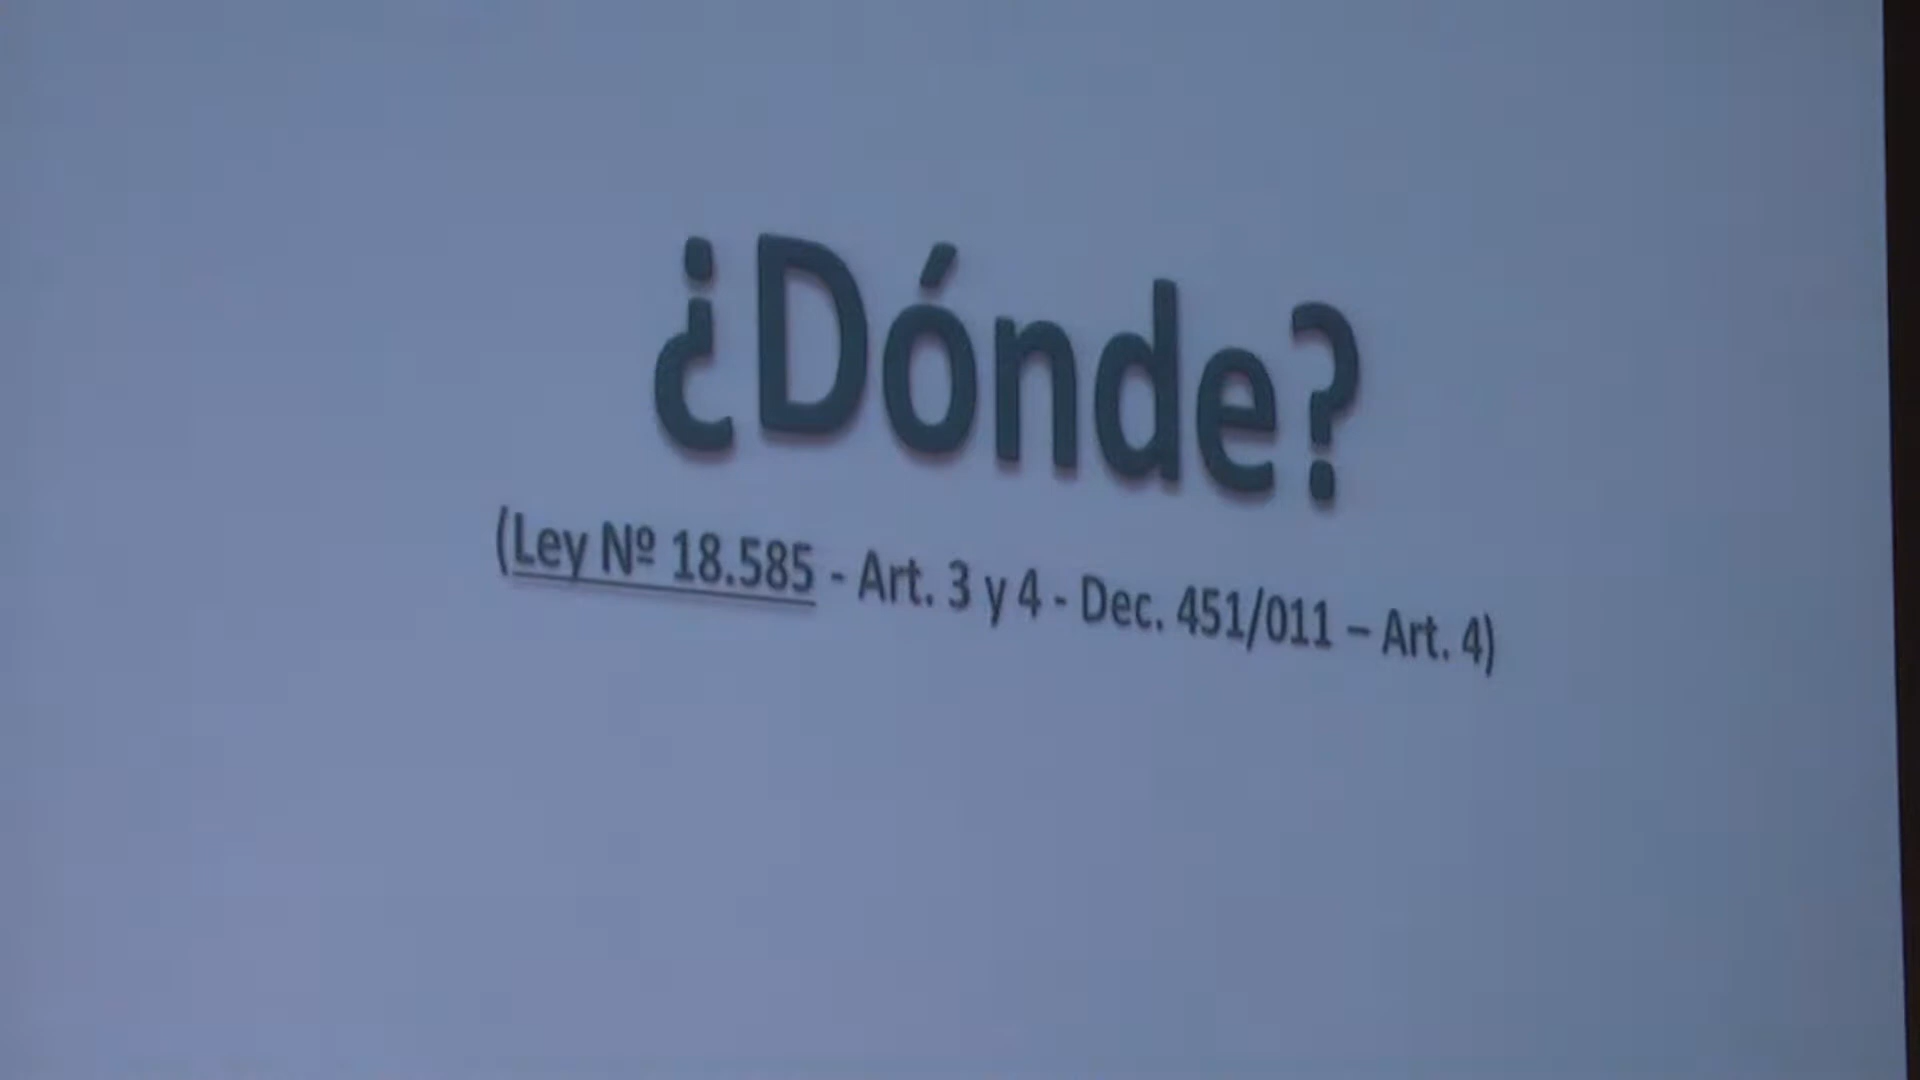 ¿Dónde?
(Ley Nº 18.585 - Art. 3 y 4 - Dec. 451/011 – Art. 4)